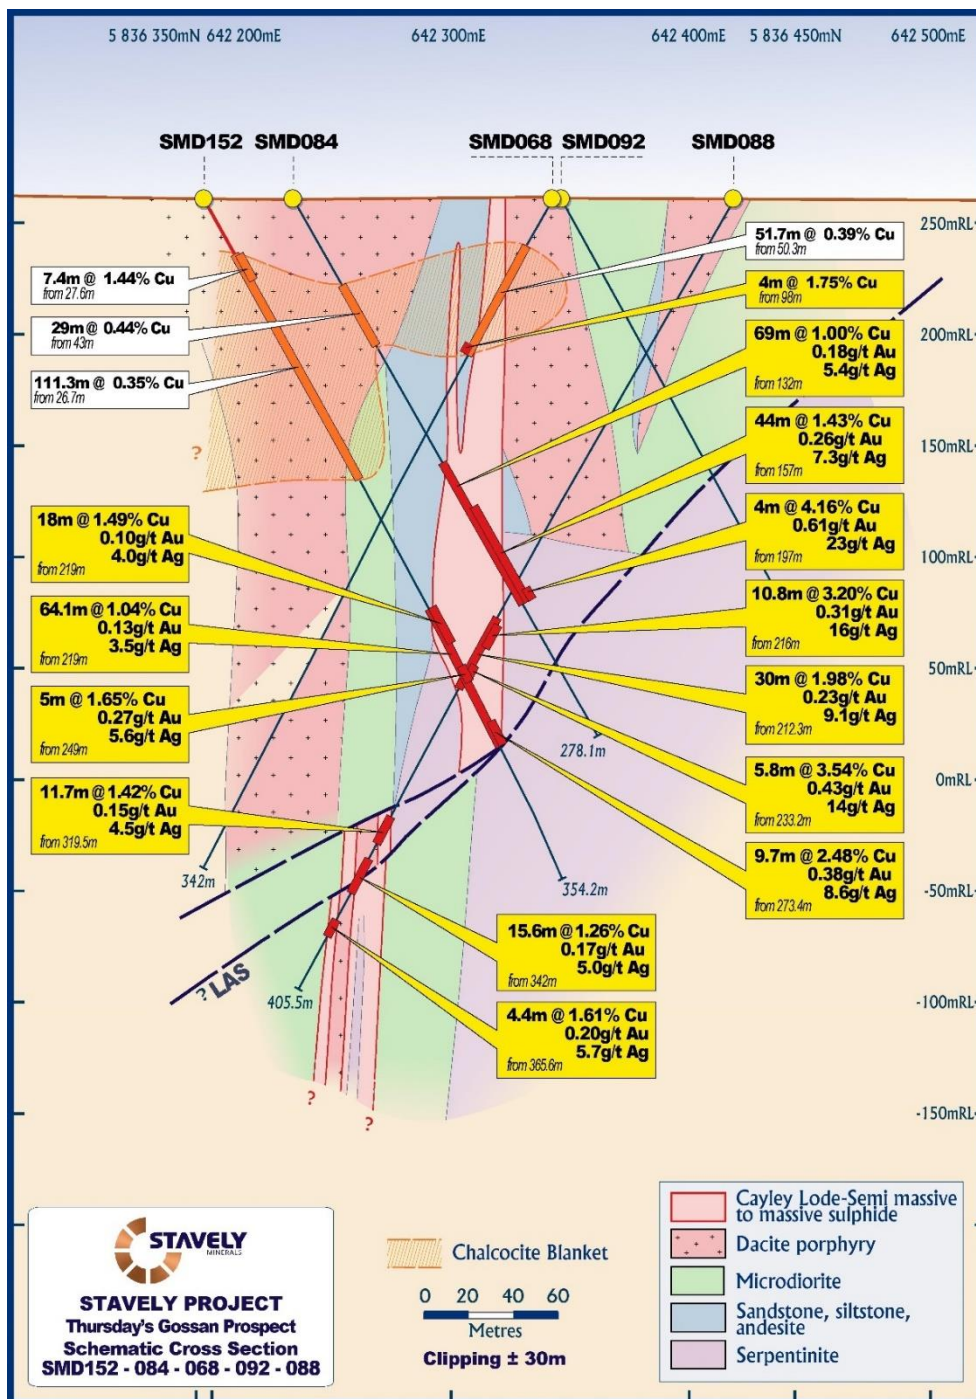 5 836 350mN 642 200mE 642 300mE 642 400mE 5 836 450mN 642 500mE
SMD152 SMD084 SMD068 SMD092 SMD088
250mRL
200mRL
150mRL
100mRL
50mRL
0mRL
-50mRL
-100mRL
-150mRL
7.4m @ 1.44% Cu
from 27.6m
29m @ 0.44% Cu
from 43m
111.3m @ 0.35% Cu
from 26.7m
?
18m @ 1.49% Cu
0.10g/t Au
4.0g/t Ag
from 219m
64.1m @ 1.04% Cu
0.13g/t Au
3.5g/t Ag
from 219m
5m @ 1.65% Cu
0.27g/t Au
5.6g/t Ag
from 249m
11.7m @ 1.42% Cu
0.15g/t Au
4.5g/t Ag
from 319.5m
51.7m @ 0.39% Cu
from 50.3m
4m @ 1.75% Cu
from 98m
69m @ 1.00% Cu
0.18g/t Au
5.4g/t Ag
from 132m
44m @ 1.43% Cu
0.26g/t Au
7.3g/t Ag
from 157m
4m @ 4.16% Cu
0.61g/t Au
23g/t Ag
from 197m
10.8m @ 3.20% Cu
0.31g/t Au
16g/t Ag
from 216m
30m @ 1.98% Cu
0.23g/t Au
9.1g/t Ag
from 212.3m
5.8m @ 3.54% Cu
0.43g/t Au
14g/t Ag
from 233.2m
9.7m @ 2.48% Cu
0.38g/t Au
8.6g/t Ag
from 273.4m
15.6m @ 1.26% Cu
0.17g/t Au
5.0g/t Ag
from 342m
4.4m @ 1.61% Cu
0.20g/t Au
5.7g/t Ag
from 365.6m
278.1m
342m
354.2m
405.5m
? LAS
?
?
STAVELY
MINERALS
STAVELY PROJECT
Thursday's Gossan Prospect
Schematic Cross Section
SMD152 - 084 - 068 - 092 - 088
Chalcocite Blanket
0 20 40 60
Metres
Clipping ± 30m
Cayley Lode-Semi massive
to massive sulphide
Dacite porphyry
Microdiorite
Sandstone, siltstone,
andesite
Serpentinite